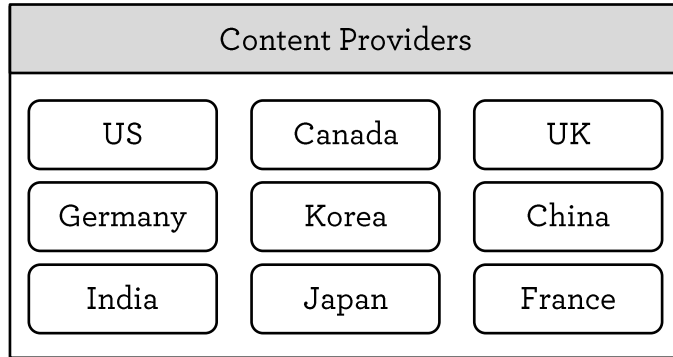 Content Providers
US Canada UK
Germany Korea China
India Japan France